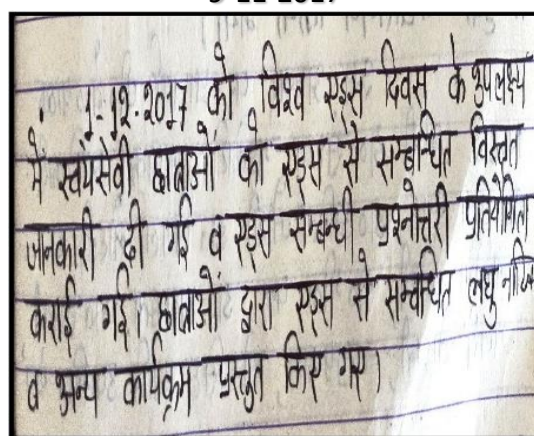 1-12-2017 को विश्व एड्स दिवस के उपलक्ष्य
में स्वयंसेवी छात्राओं को एड्स से सम्बन्धित विस्तृत
जानकारी दी गई व एड्स सम्बन्धी प्रश्नोत्तरी प्रतियोगिता
कराई गई। छात्राओं द्वारा एड्स से सम्बन्धित लघु नाटिका
व अन्य कार्यक्रम प्रस्तुत किए गए।